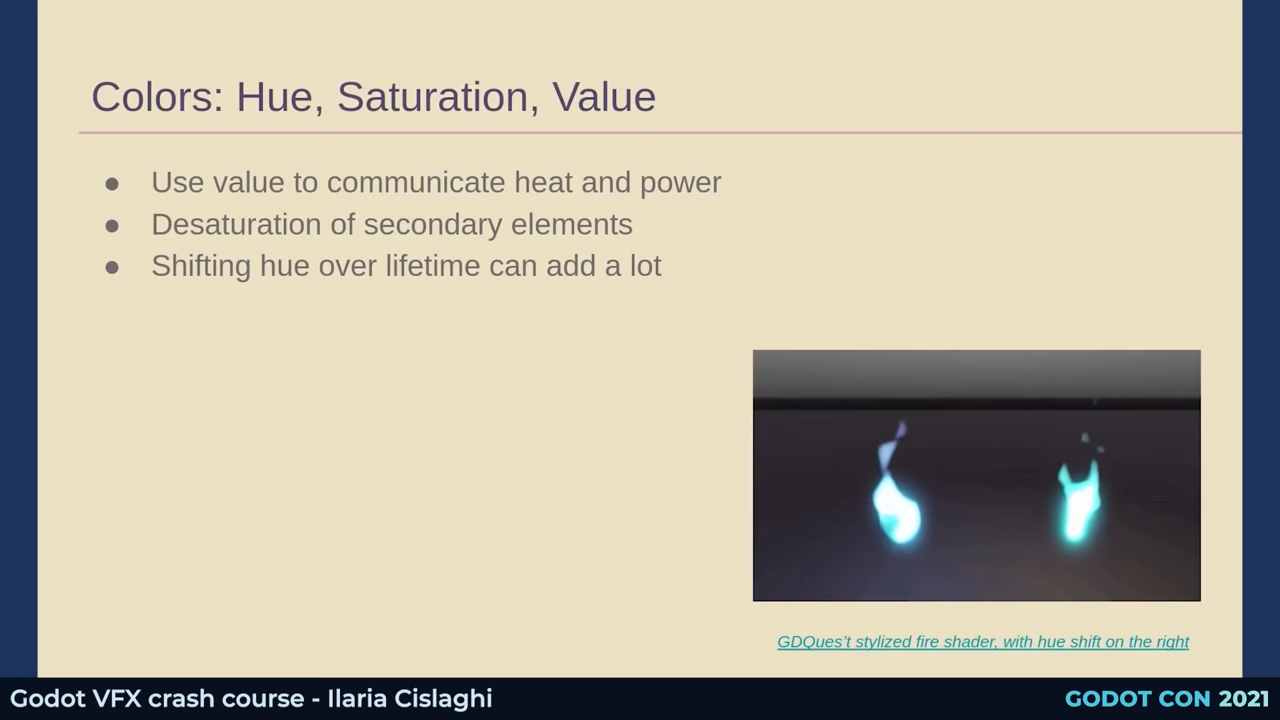 Colors: Hue, Saturation, Value
● Use value to communicate heat and power
● Desaturation of secondary elements
● Shifting hue over lifetime can add a lot
GDQues't stylized fire shader, with hue shift on the right
Godot VFX crash course - Ilaria Cislaghi
GODOT CON 2021